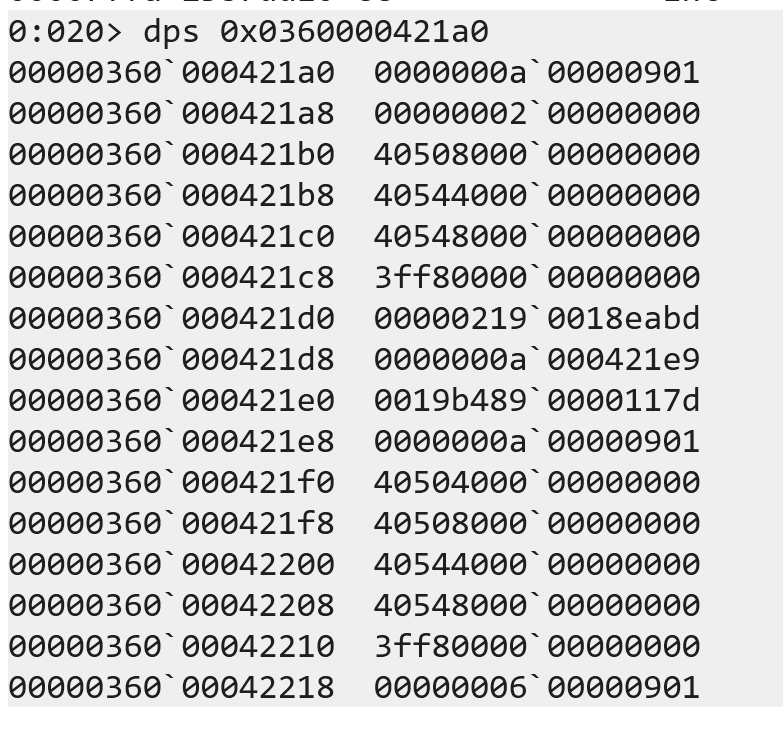 0:020> dps 0x0360000421a0
00000360`000421a0  0000000a`00000901
00000360`000421a8  00000002`00000000
00000360`000421b0  40508000`00000000
00000360`000421b8  40544000`00000000
00000360`000421c0  40548000`00000000
00000360`000421c8  3ff80000`00000000
00000360`000421d0  00000219`0018eabd
00000360`000421d8  0000000a`000421e9
00000360`000421e0  0019b489`0000117d
00000360`000421e8  0000000a`00000901
00000360`000421f0  40504000`00000000
00000360`000421f8  40508000`00000000
00000360`00042200  40544000`00000000
00000360`00042208  40548000`00000000
00000360`00042210  3ff80000`00000000
00000360`00042218  00000006`00000901